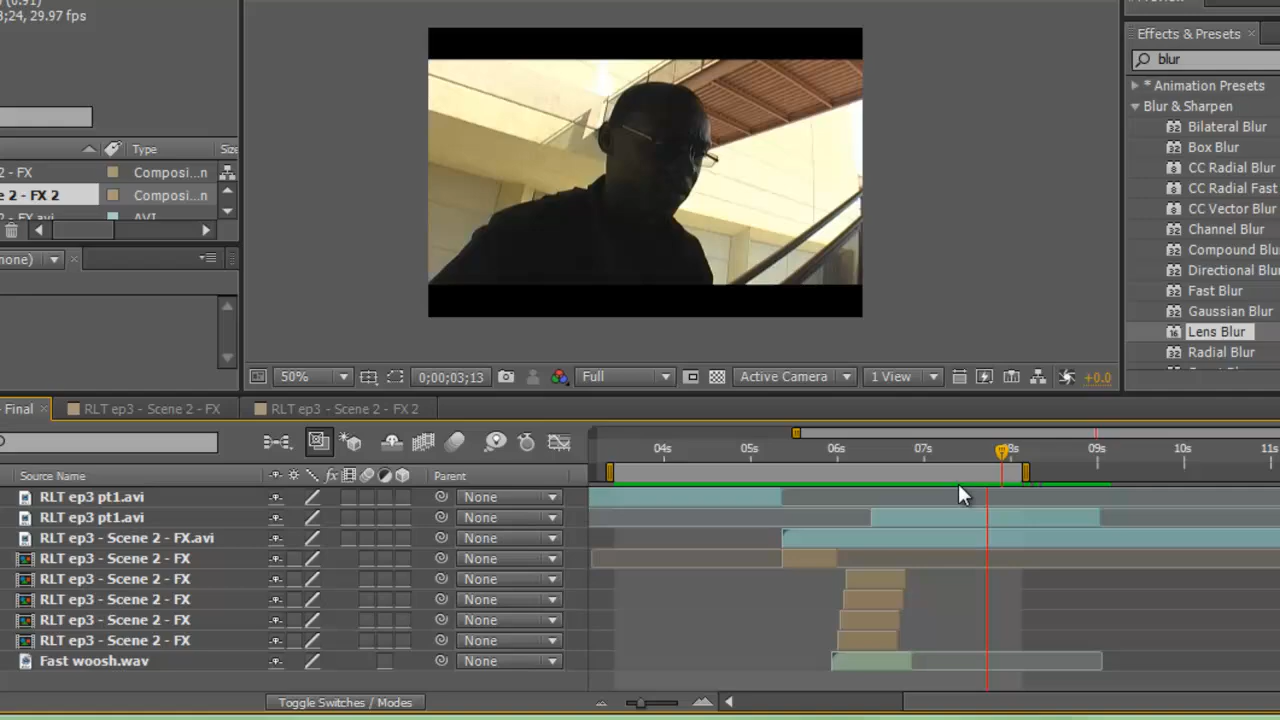 ;24, 29.97 fps
Effects & Presets
blur
* Animation Presets
Blur & Sharpen
Bilateral Blur
Box Blur
CC Radial Blur
CC Radial Fast
CC Vector Blur
Channel Blur
Compound Blu
Directional Blu
Fast Blur
Gaussian Blur
Lens Blur
Radial Blur
Type
Size
2 - FX
Composi...n
e 2 - FX 2
Composi...n
2 - FX.avi
AVI
none)
50%
0;00;03;13
Full
Active Camera
1 View
+0.0
- Final
RLT ep3 - Scene 2 - FX
RLT ep3 - Scene 2 - FX 2
04s
05s
06s
07s
08s
09s
10s
11s
Source Name
fx
Parent
RLT ep3 pt1.avi
None
RLT ep3 pt1.avi
None
RLT ep3 - Scene 2 - FX.avi
None
RLT ep3 - Scene 2 - FX
None
RLT ep3 - Scene 2 - FX
None
RLT ep3 - Scene 2 - FX
None
RLT ep3 - Scene 2 - FX
None
RLT ep3 - Scene 2 - FX
None
Fast woosh.wav
None
Toggle Switches / Modes